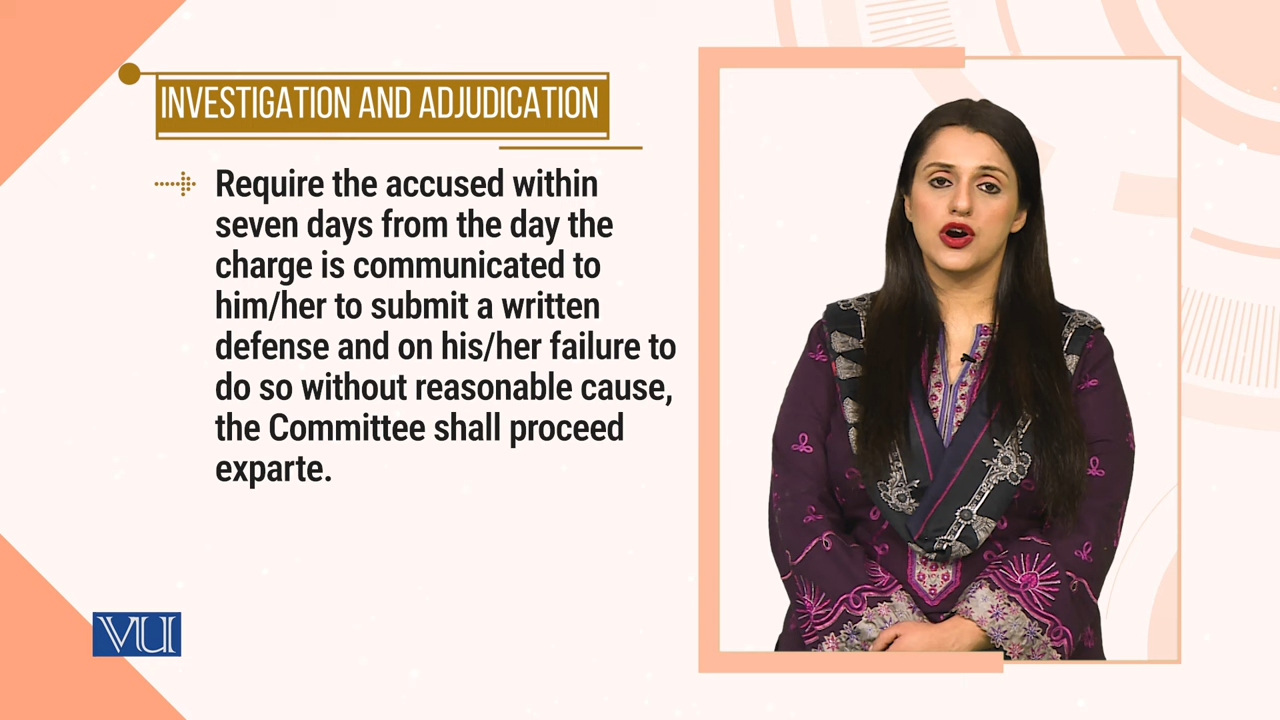 INVESTIGATION AND ADJUDICATION
Require the accused within
seven days from the day the
charge is communicated to
him/her to submit a written
defense and on his/her failure to
do so without reasonable cause,
the Committee shall proceed
exparte.
VU